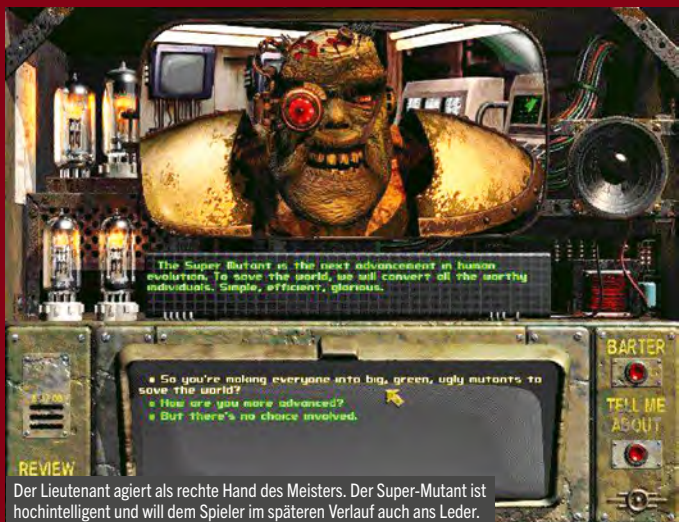 The Super Mutant is the next advancement in human
evolution. To save the world, we will convert all the worthy
individuals. Simple, efficient, glorious.
▪ So you're making everyone into big, green, ugly mutants to
save the world?
▪ How are you more advanced?
▪ But there's no choice involved.
BARTER
TELL ME
ABOUT
REVIEW
Der Lieutenant agiert als rechte Hand des Meisters. Der Super-Mutant ist
hochintelligent und will dem Spieler im späteren Verlauf auch ans Leder.